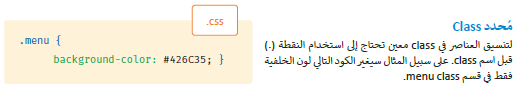 مُحدد Class
لتنسيق العناصر في class معين تحتاج إلى استخدام النقطة (.)
قبل اسم class. على سبيل المثال سيغير الكود التالي لون الخلفية
فقط في قسم menu class.
.css
.menu {
background-color: #426C35; }